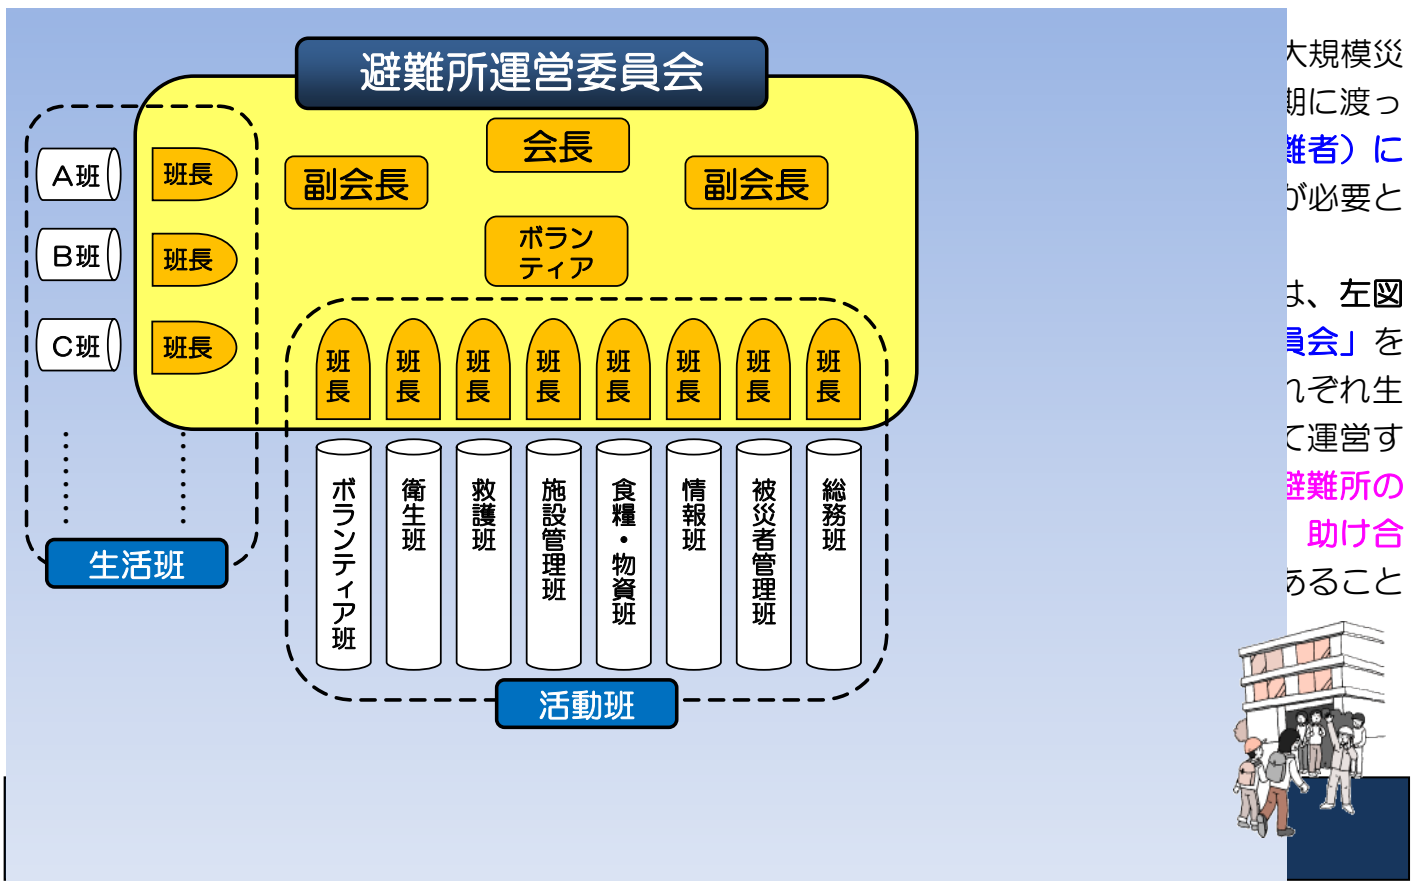 避難所運営委員会
会長
副会長
副会長
ボラン
ティア
A班
班長
B班
班長
C班
班長
生活班
班長
班長
班長
班長
班長
班長
班長
班長
ボランティア班
衛生班
救護班
施設管理班
食糧・物資班
情報班
被災者管理班
総務班
活動班
大規模災
期に渡っ
難者）に
が必要と
は、左図
員会」を
れぞれ生
て運営す
避難所の
助け合
あること